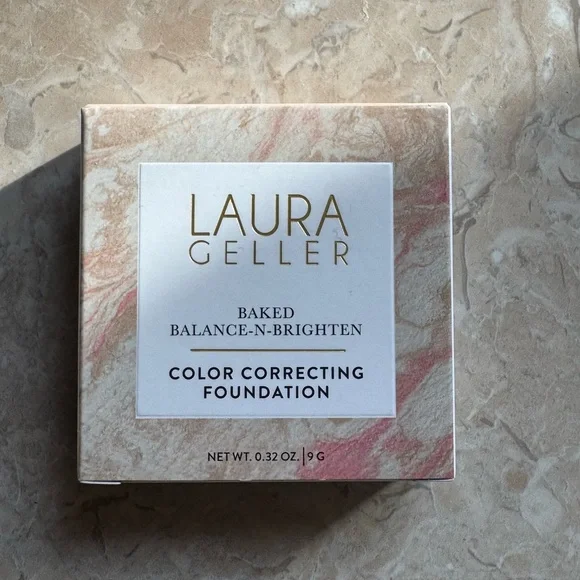 LAURA
GELLER
BAKED
BALANCE-N-BRIGHTEN
COLOR CORRECTING
FOUNDATION
NET WT. 0.32 OZ. | 9 G